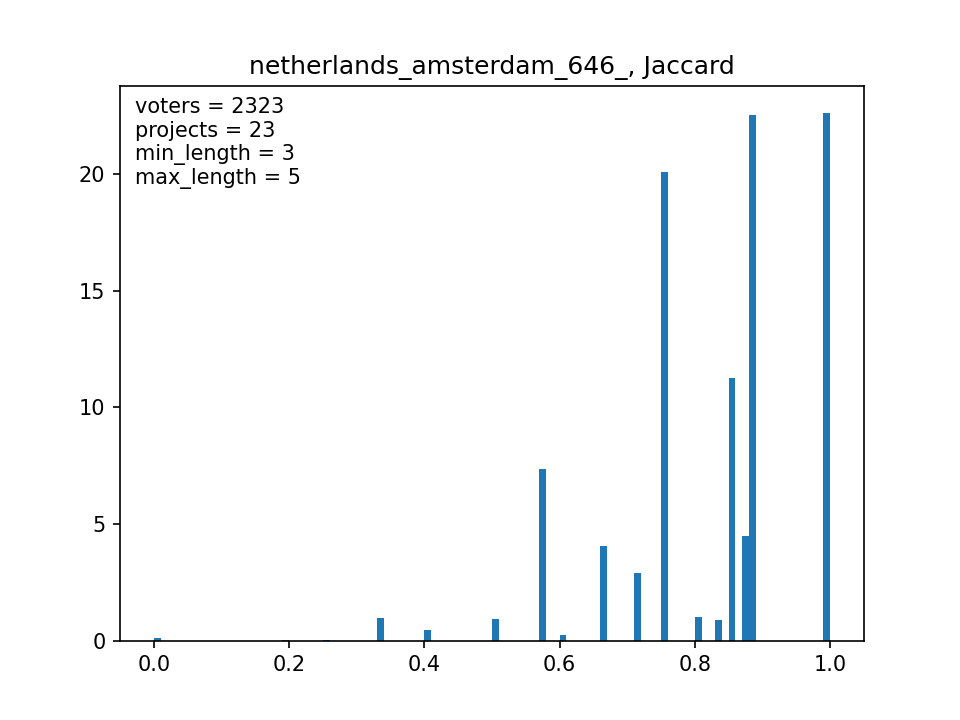 netherlands_amsterdam_646_, Jaccard
voters = 2323
projects = 23
min_length = 3
max_length = 5
20
15
10
5
0
0.0 0.2 0.4 0.6 0.8 1.0